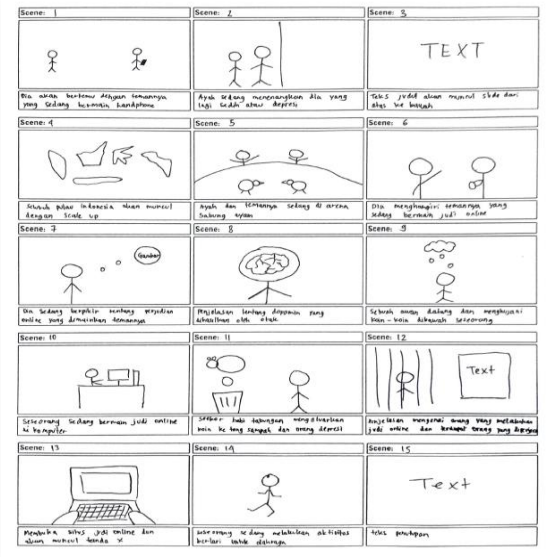 Scene: 1
Scene: 2
Scene: 3
TEXT
Dia akan bertemu dengan temannya
yang sedang bermain handphone
Ayah sedang menenangkan dia yang
lagi sedih atau depresi
Teks judul akan muncul slide dari
atas ke bawah
Scene: 4
Scene: 5
Scene: 6
Seluruh pulau Indonesia akan muncul
dengan scale up
Ayah dan temannya sedang di arena
Sabung ayam
Dia menghampiri temannya yang
sedang bermain judi online
Scene: 7
Scene: 8
Scene: 9
Gambar
Dia sedang berpikir tentang perjudian
online yang dimainkan temannya
Penjelasan tentang dopamin yang
dihasilkan oleh otak
Sebuah awan datang dan menghujani
koin - koin dibawah seseorang
Scene: 10
Scene: 11
Scene: 12
Text
Seseorang sedang bermain judi online
di komputer
Seekor babi tabungan mengeluarkan
koin ke tong sampah dan orang depresi
Penjelasan mengenai orang yang melakukan
judi online dan terdapat orang yang
Scene: 13
Scene: 14
Scene: 15
Text
Membuka situs judi online dan
akan muncul tanda X
Seseorang sedang melakukan aktivitas
berlari
teks penutupan